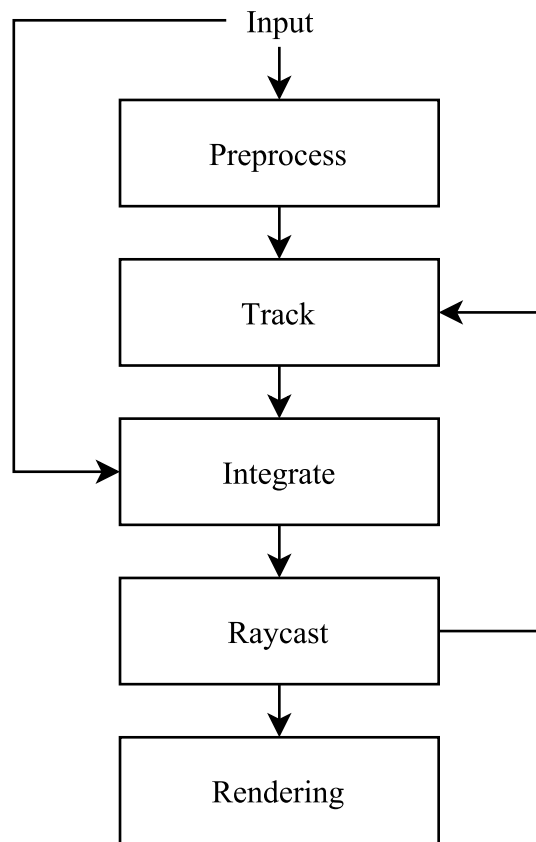 Input
Preprocess
Track
Integrate
Raycast
Rendering